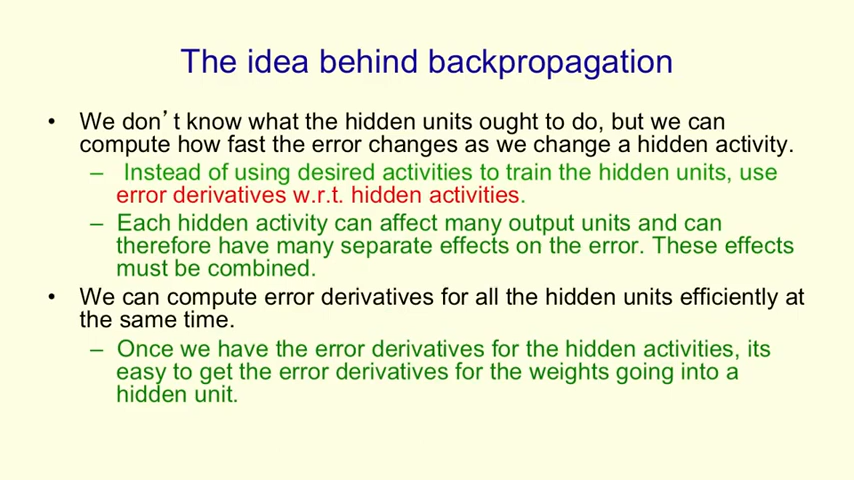 The idea behind backpropagation
• We don’t know what the hidden units ought to do, but we can
compute how fast the error changes as we change a hidden activity.
– Instead of using desired activities to train the hidden units, use
error derivatives w.r.t. hidden activities.
– Each hidden activity can affect many output units and can
therefore have many separate effects on the error. These effects
must be combined.
• We can compute error derivatives for all the hidden units efficiently at
the same time.
– Once we have the error derivatives for the hidden activities, its
easy to get the error derivatives for the weights going into a
hidden unit.